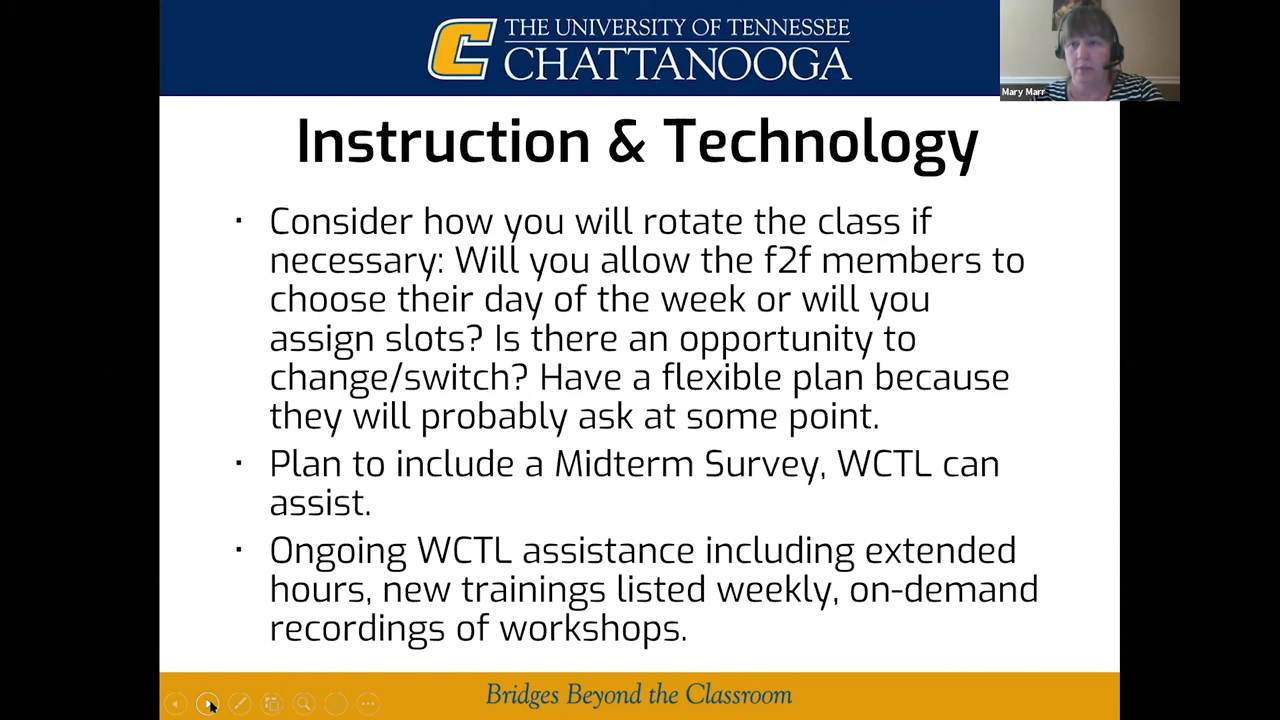 THE UNIVERSITY OF TENNESSEE
CHATTANOOGA
Mary Marr
Instruction & Technology
· Consider how you will rotate the class if
necessary: Will you allow the f2f members to
choose their day of the week or will you
assign slots? Is there an opportunity to
change/switch? Have a flexible plan because
they will probably ask at some point.
· Plan to include a Midterm Survey, WCTL can
assist.
· Ongoing WCTL assistance including extended
hours, new trainings listed weekly, on-demand
recordings of workshops.
Bridges Beyond the Classroom